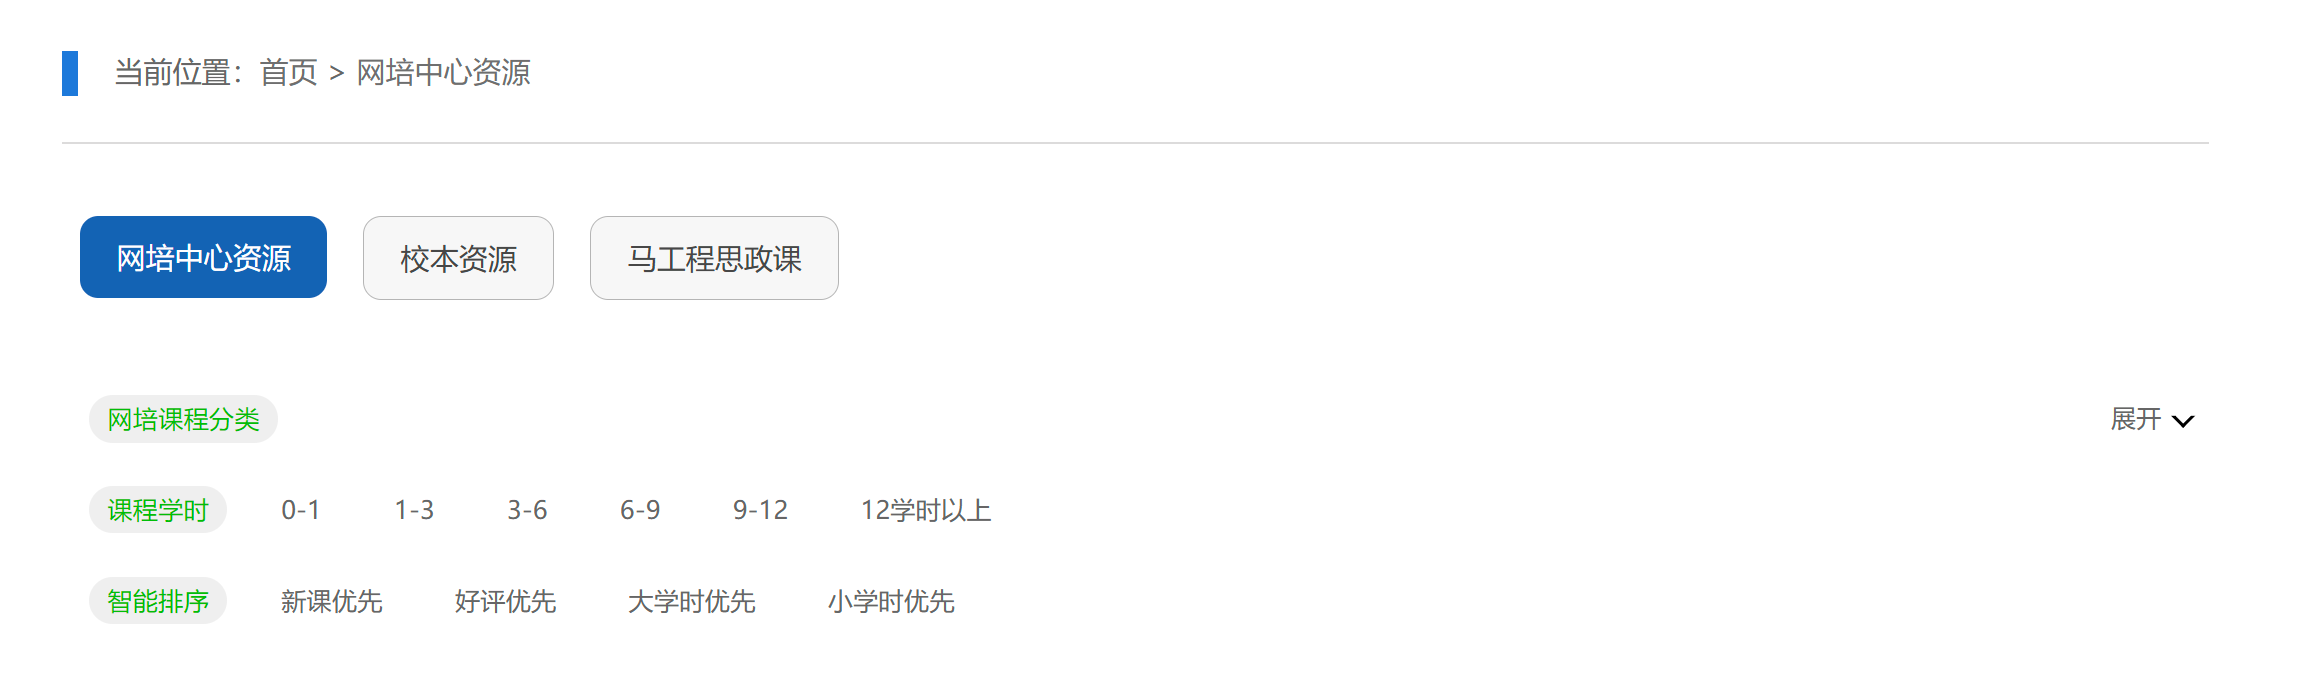 当前位置：首页 > 网培中心资源
网培中心资源 校本资源 马工程思政课
网培课程分类 展开
课程学时 0-1 1-3 3-6 6-9 9-12 12学时以上
智能排序 新课优先 好评优先 大学时优先 小学时优先